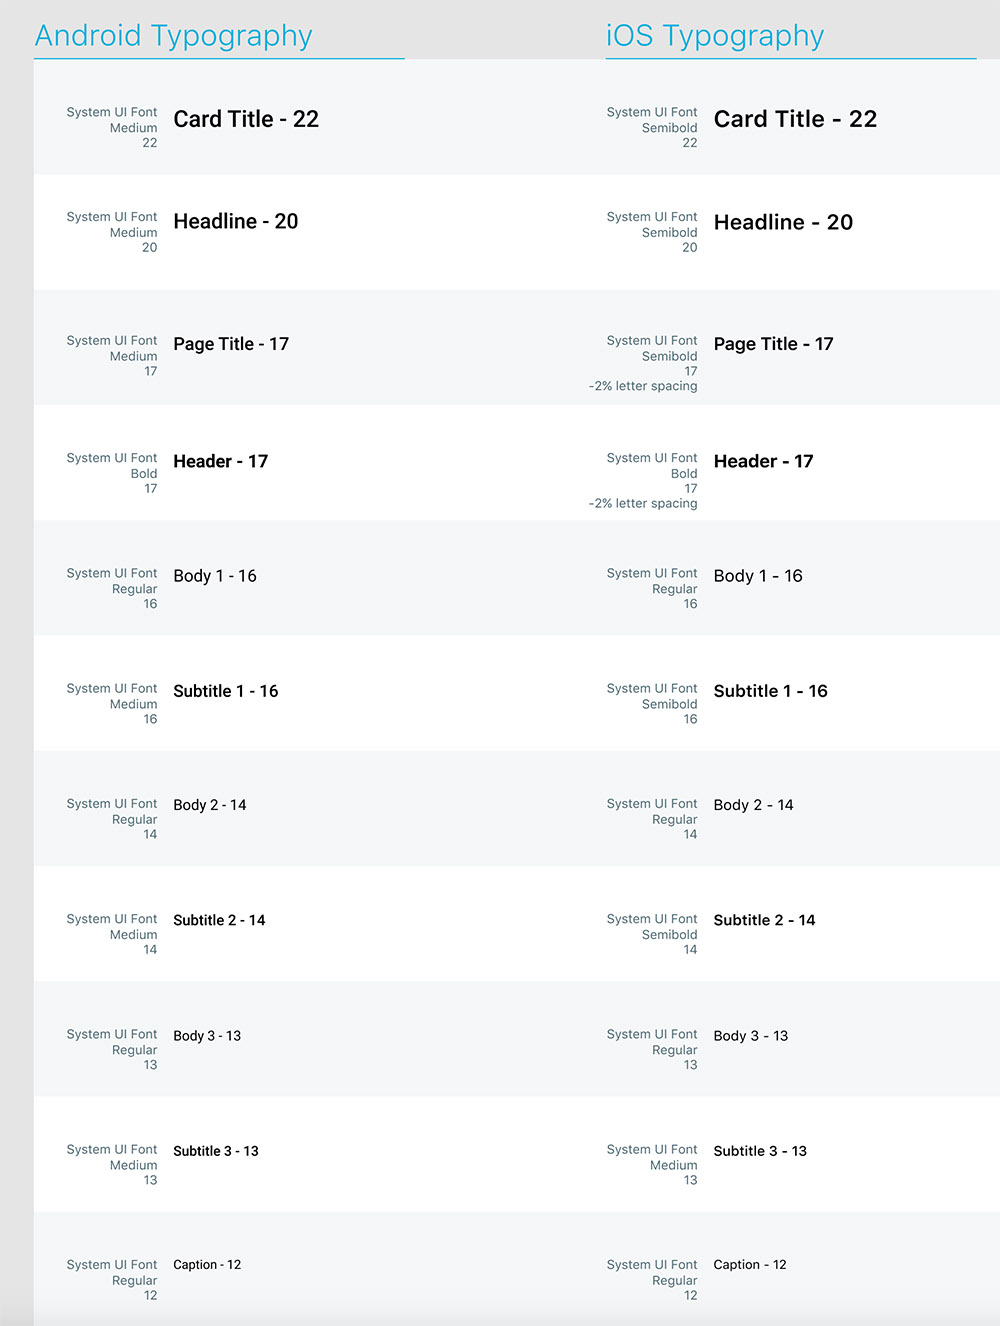 Android Typography
iOS Typography
System UI Font
Medium
22
Card Title - 22
System UI Font
Semibold
22
Card Title - 22
System UI Font
Medium
20
Headline - 20
System UI Font
Semibold
20
Headline - 20
System UI Font
Medium
17
Page Title - 17
System UI Font
Semibold
17
-2% letter spacing
Page Title - 17
System UI Font
Bold
17
Header - 17
System UI Font
Bold
17
-2% letter spacing
Header - 17
System UI Font
Regular
16
Body 1 - 16
System UI Font
Regular
16
Body 1 - 16
System UI Font
Medium
16
Subtitle 1 - 16
System UI Font
Semibold
16
Subtitle 1 - 16
System UI Font
Regular
14
Body 2 - 14
System UI Font
Regular
14
Body 2 - 14
System UI Font
Medium
14
Subtitle 2 - 14
System UI Font
Semibold
14
Subtitle 2 - 14
System UI Font
Regular
13
Body 3 - 13
System UI Font
Regular
13
Body 3 - 13
System UI Font
Medium
13
Subtitle 3 - 13
System UI Font
Medium
13
Subtitle 3 - 13
System UI Font
Regular
12
Caption - 12
System UI Font
Regular
12
Caption - 12